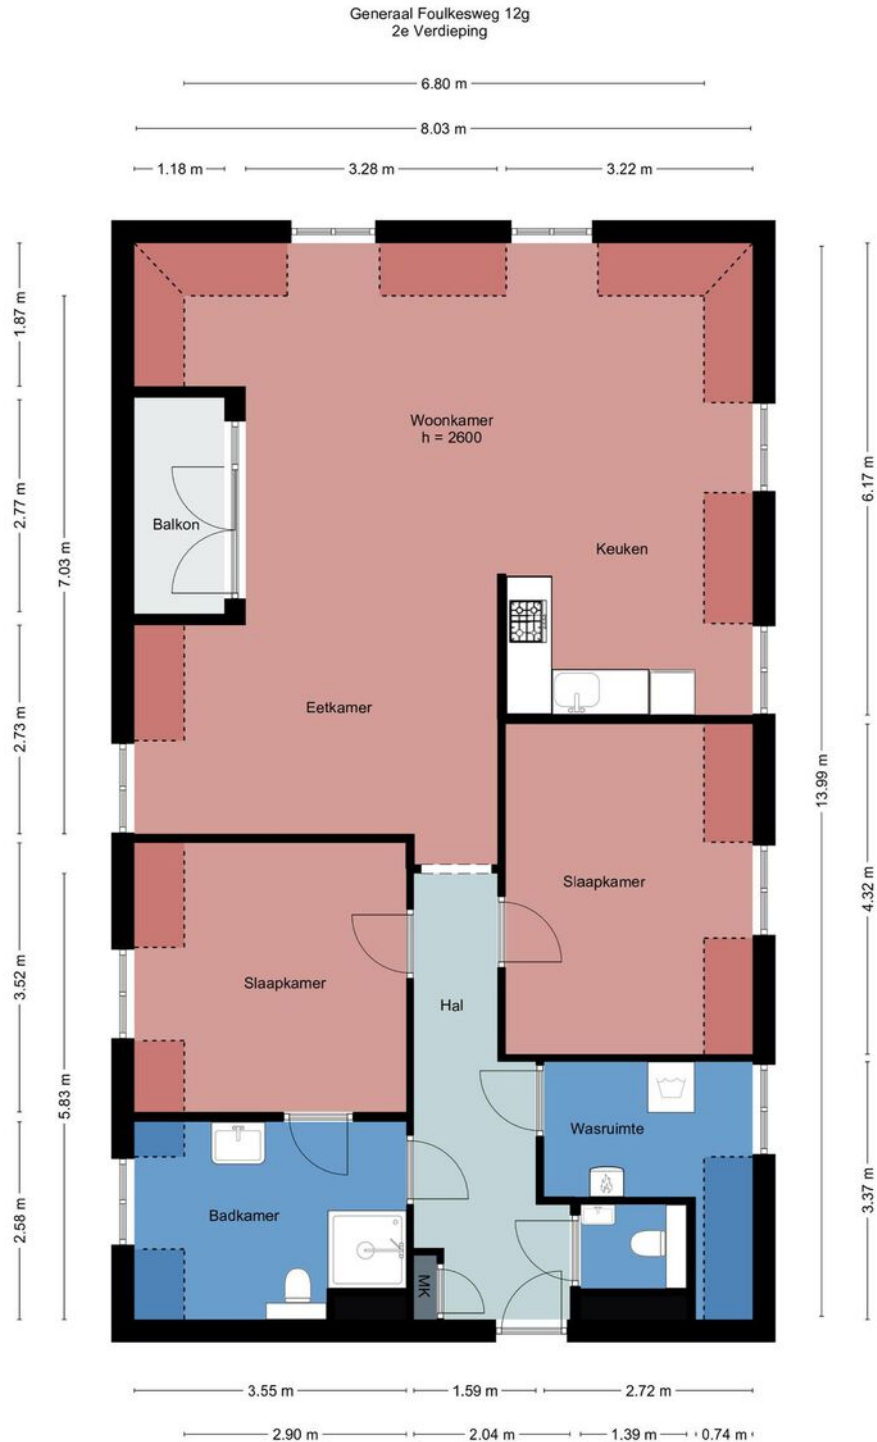 Generaal Foulkesweg 12g
2e Verdieping
6.80 m
8.03 m
1.18 m
3.28 m
3.22 m
1.87 m
7.03 m
2.77 m
2.73 m
3.52 m
5.83 m
2.58 m
Woonkamer
h = 2600
Balkon
Keuken
Eetkamer
Slaapkamer
Slaapkamer
Hal
Wasruimte
Badkamer
MK
6.17 m
13.99 m
4.32 m
3.37 m
3.55 m
1.59 m
2.72 m
2.90 m
2.04 m
1.39 m
0.74 m